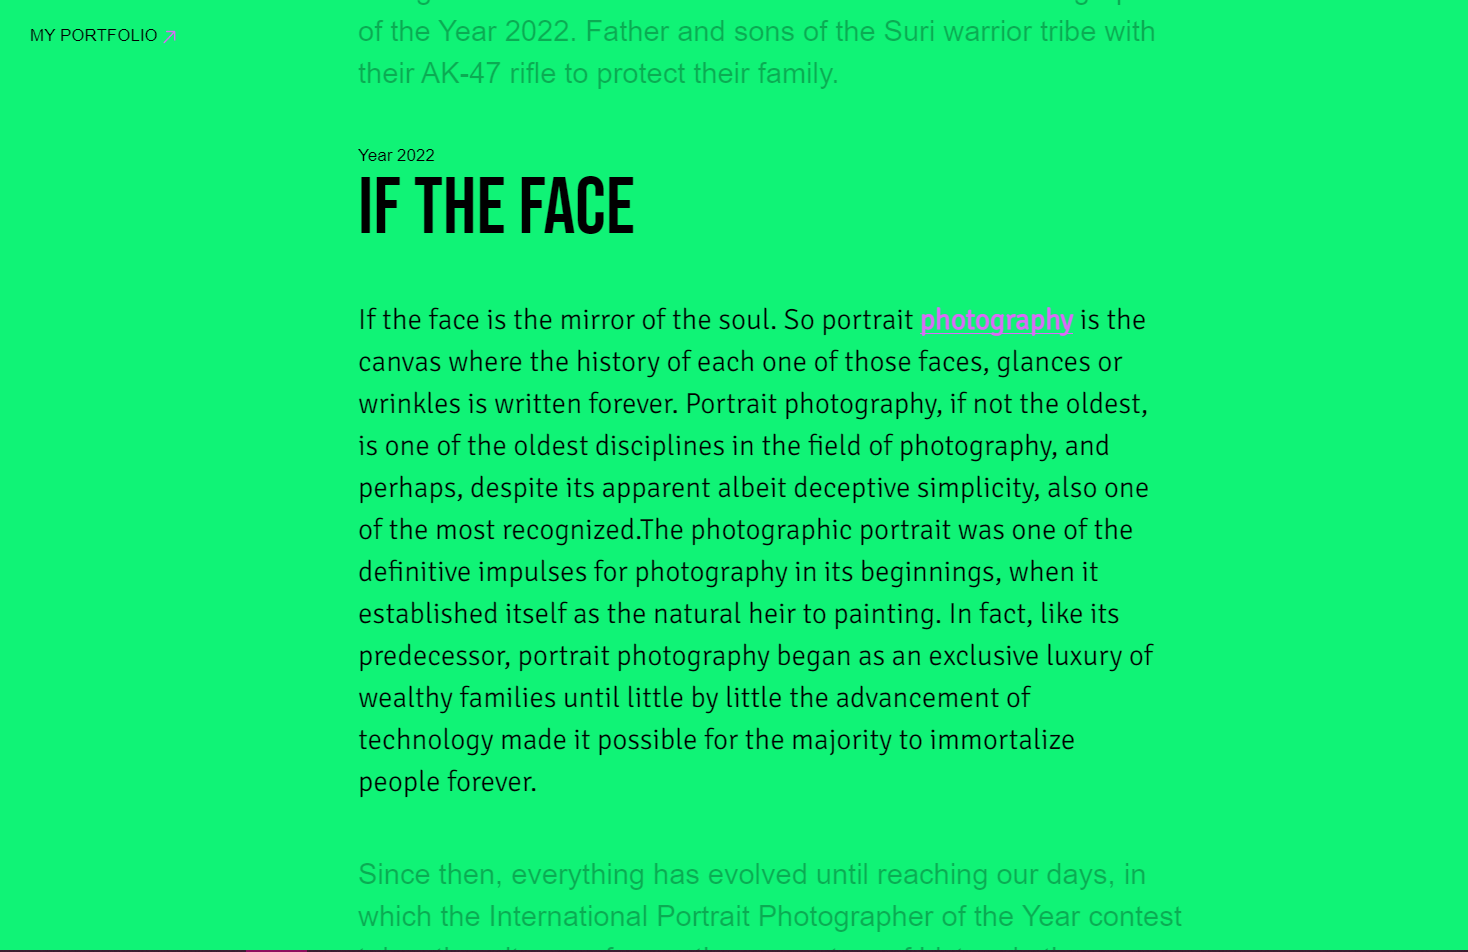 MY PORTFOLIO
of the Year 2022. Father and sons of the Suri warrior tribe with
their AK-47 rifle to protect their family.
Year 2022
IF THE FACE
If the face is the mirror of the soul. So portrait photography is the
canvas where the history of each one of those faces, glances or
wrinkles is written forever. Portrait photography, if not the oldest,
is one of the oldest disciplines in the field of photography, and
perhaps, despite its apparent albeit deceptive simplicity, also one
of the most recognized.The photographic portrait was one of the
definitive impulses for photography in its beginnings, when it
established itself as the natural heir to painting. In fact, like its
predecessor, portrait photography began as an exclusive luxury of
wealthy families until little by little the advancement of
technology made it possible for the majority to immortalize
people forever.
Since then, everything has evolved until reaching our days, in
which the International Portrait Photographer of the Year contest